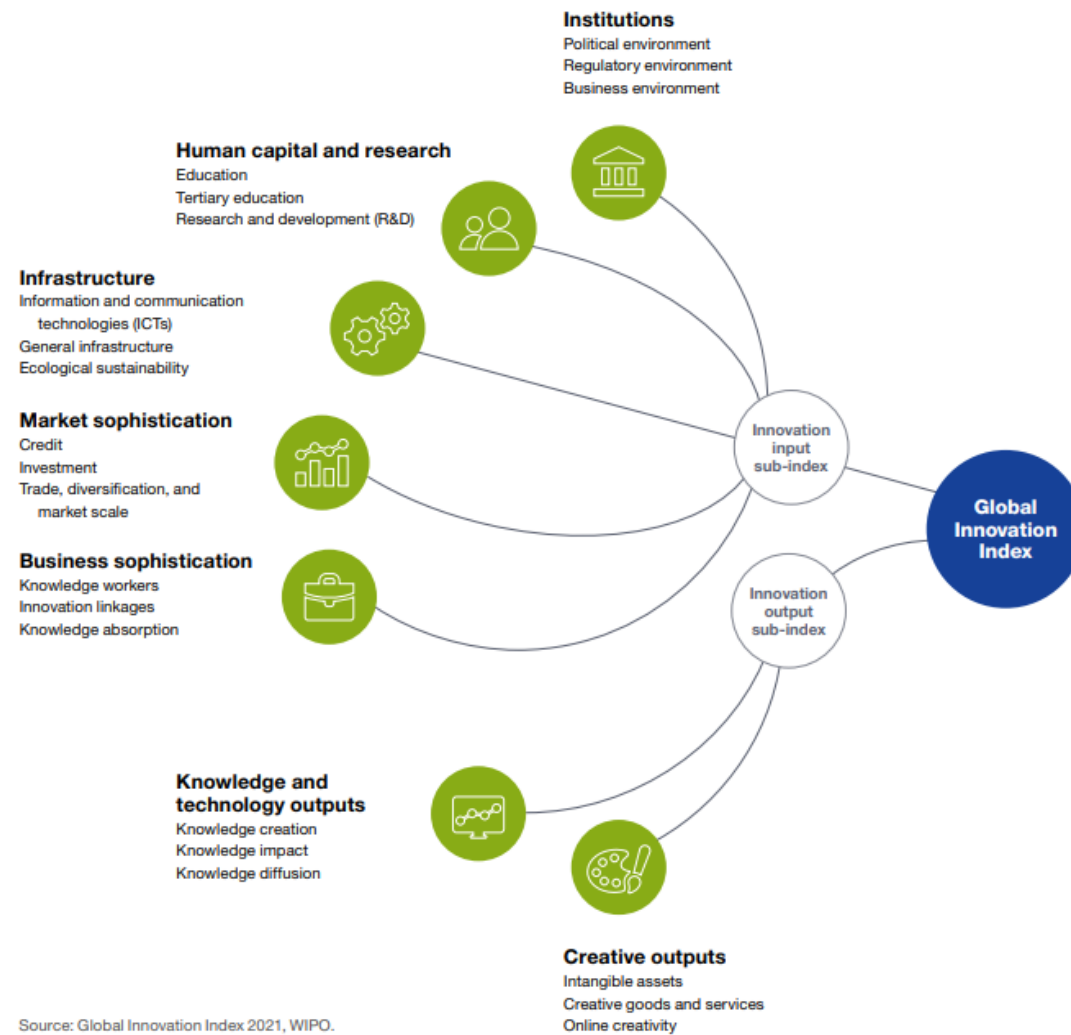 Institutions
Political environment
Regulatory environment
Business environment
Human capital and research
Education
Tertiary education
Research and development (R&D)
Infrastructure
Information and communication
technologies (ICTs)
General infrastructure
Ecological sustainability
Market sophistication
Credit
Investment
Trade, diversification, and
market scale
Business sophistication
Knowledge workers
Innovation linkages
Knowledge absorption
Innovation
input
sub-index
Global
Innovation
Index
Innovation
output
sub-index
Knowledge and
technology outputs
Knowledge creation
Knowledge impact
Knowledge diffusion
Creative outputs
Intangible assets
Creative goods and services
Online creativity
Source: Global Innovation Index 2021, WIPO.